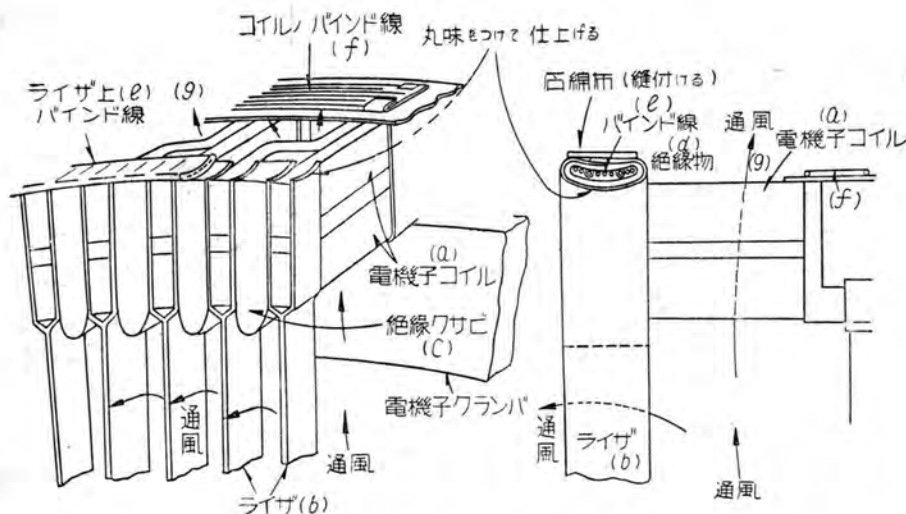 コイルノバインド線
(f)
丸味をつけて仕上げる
ライザ上(e)
バインド線
(g)
石綿布(縫付ける)
(e)
バインド線
(d)
絶縁物
通風
(g)
(a)
電機子コイル
(f)
(a)
電機子コイル
絶縁クサビ
(C)
電機子クランパ
通風
通風
ライザ(b)
通風
ライザ
(b)
通風